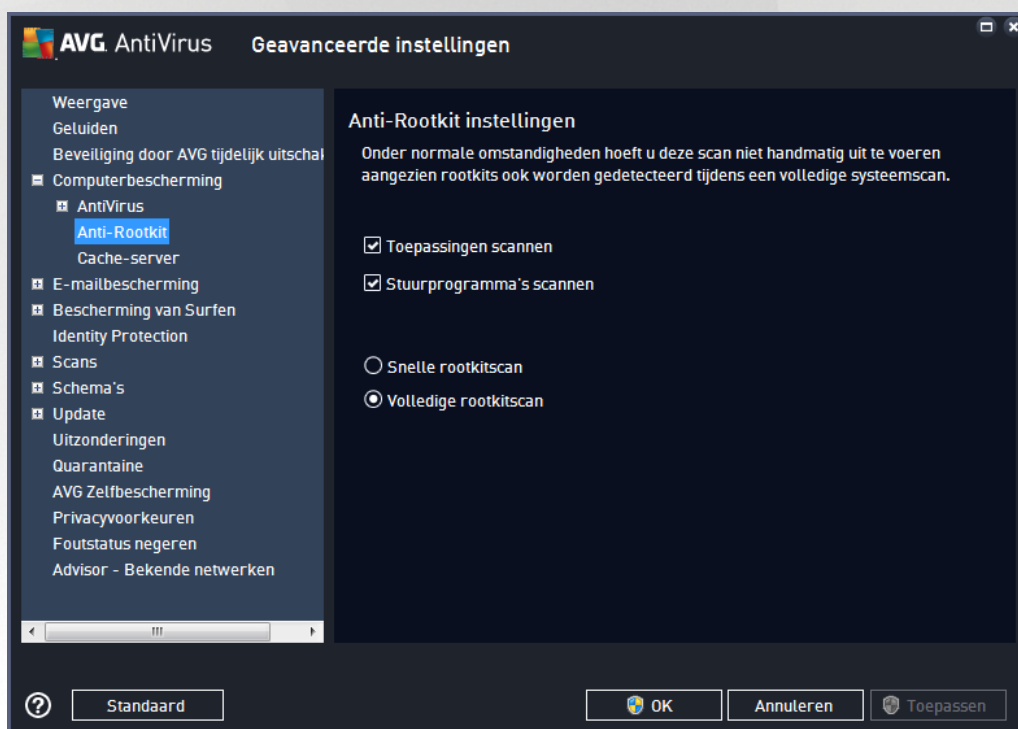 AVG AntiVirus Geavanceerde instellingen
Weergave
Geluiden
Beveiliging door AVG tijdelijk
Computerbescherming
AntiVirus
Anti-Rootkit
Cache-server
E-mailbescherming
Bescherming van Surfen
Identity Protection
Scans
Schema's
Update
Uitzonderingen
Quarantaine
AVG Zelfbescherming
Privacyvoorkeuren
Foutstatus negeren
Advisor - Bekende netwerken
Anti-Rootkit instellingen
Onder normale omstandigheden hoeft u deze scan niet handmatig uit te voeren
aangezien rootkits ook worden gedetecteerd tijdens een volledige systeemscan.
Toepassingen scannen
Stuurprogramma's scannen
Snelle rootkitscan
Volledige rootkitscan
Standaard
OK
Annuleren
Toepassen